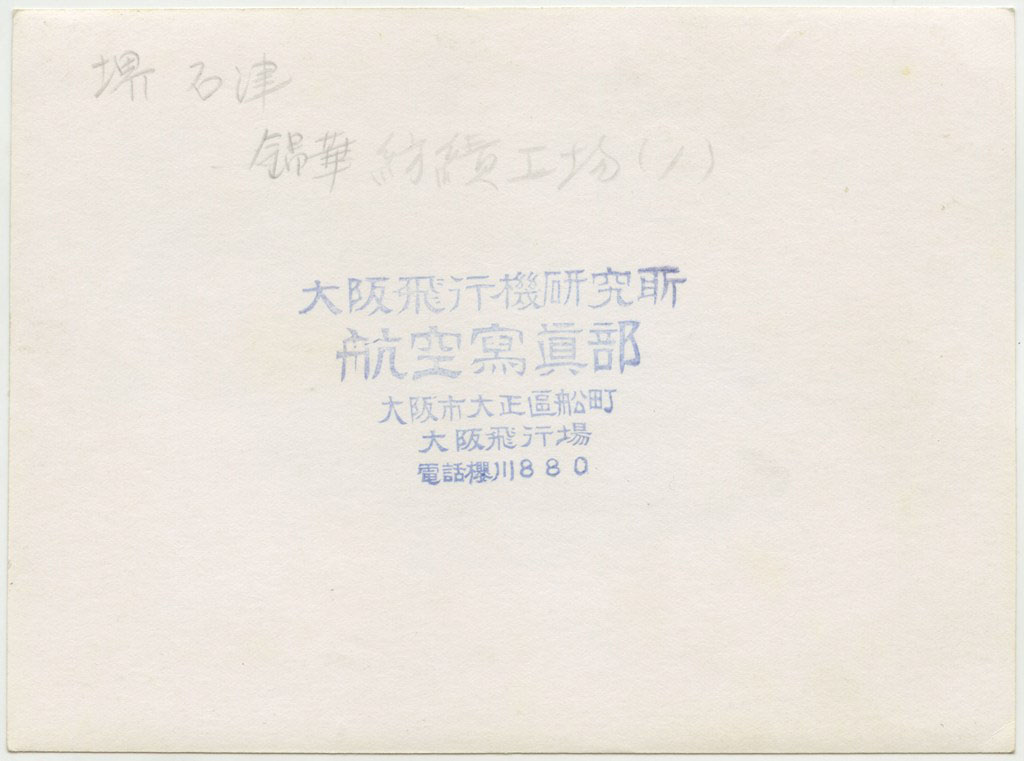 堺 石津
錦華 紡績工場(ノ)
大阪飛行機研究所
航空寫眞部
大阪市大正區船町
大阪飛行場
電話櫻川880